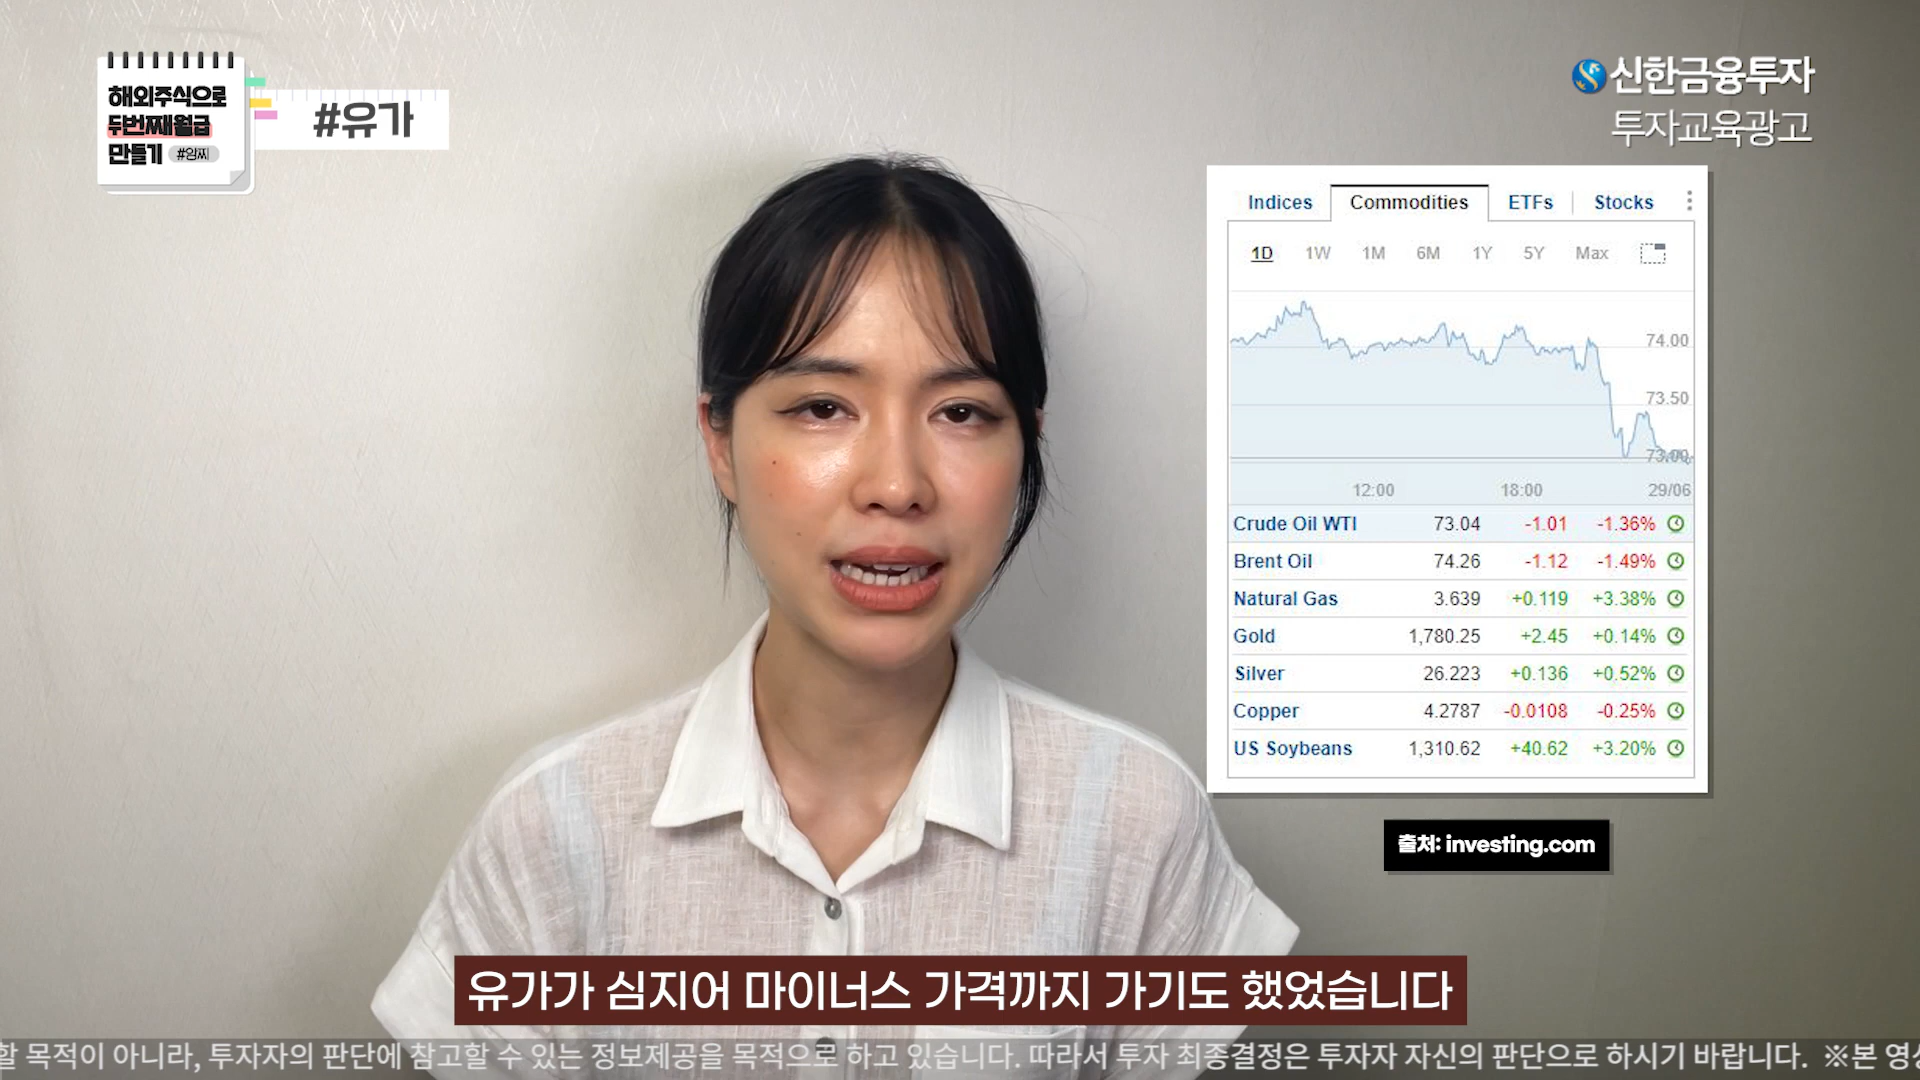 해외주식으로
두번째월급
만들기 #암찌
#유가
신한금융투자
투자교육광고
Indices Commodities ETFs Stocks
1D 1W 1M 6M 1Y 5Y Max
74.00
73.50
73.00
12:00 18:00 29/06
Crude Oil WTI 73.04 -1.01 -1.36%
Brent Oil 74.26 -1.12 -1.49%
Natural Gas 3.639 +0.119 +3.38%
Gold 1,780.25 +2.45 +0.14%
Silver 26.223 +0.136 +0.52%
Copper 4.2787 -0.0108 -0.25%
US Soybeans 1,310.62 +40.62 +3.20%
출처: investing.com
유가가 심지어 마이너스 가격까지 가기도 했었습니다
할 목적이 아니라, 투자자의 판단에 참고할 수 있는 정보제공을 목적으로 하고 있습니다. 따라서 투자 최종결정은 투자자 자신의 판단으로 하시기 바랍니다. ※본 영상